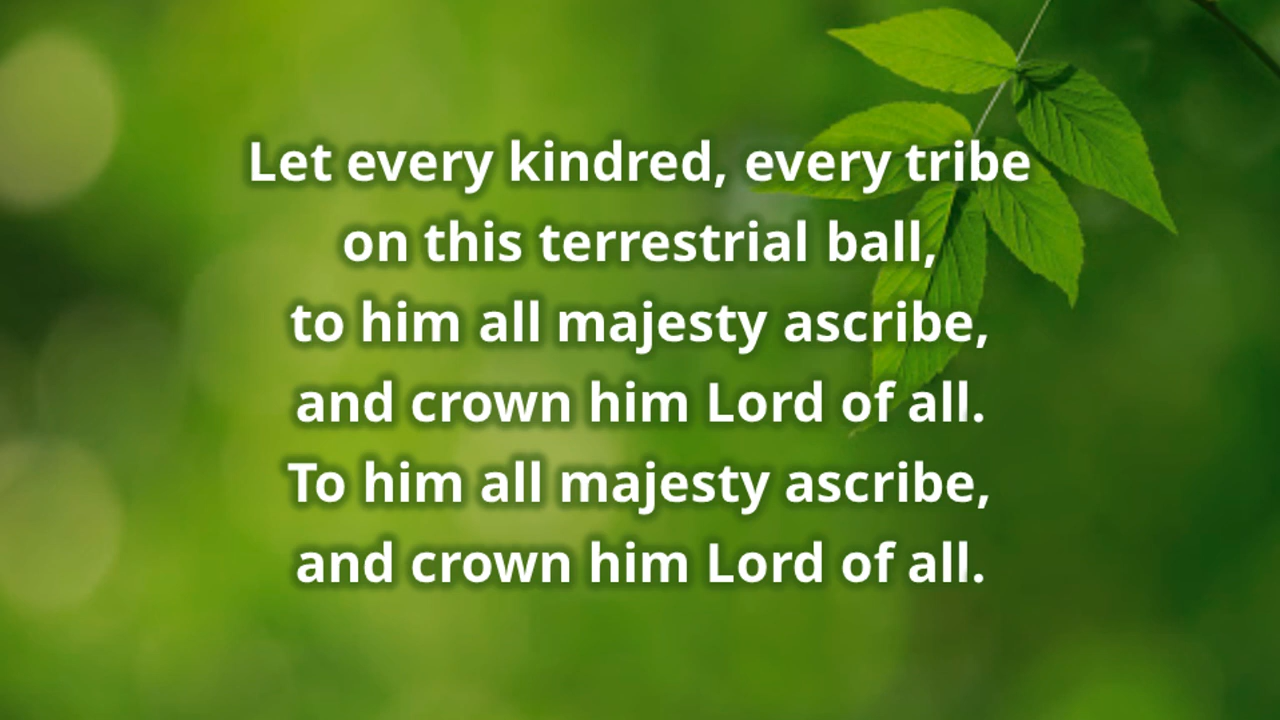 Let every kindred, every tribe
on this terrestrial ball,
to him all majesty ascribe,
and crown him Lord of all.
To him all majesty ascribe,
and crown him Lord of all.